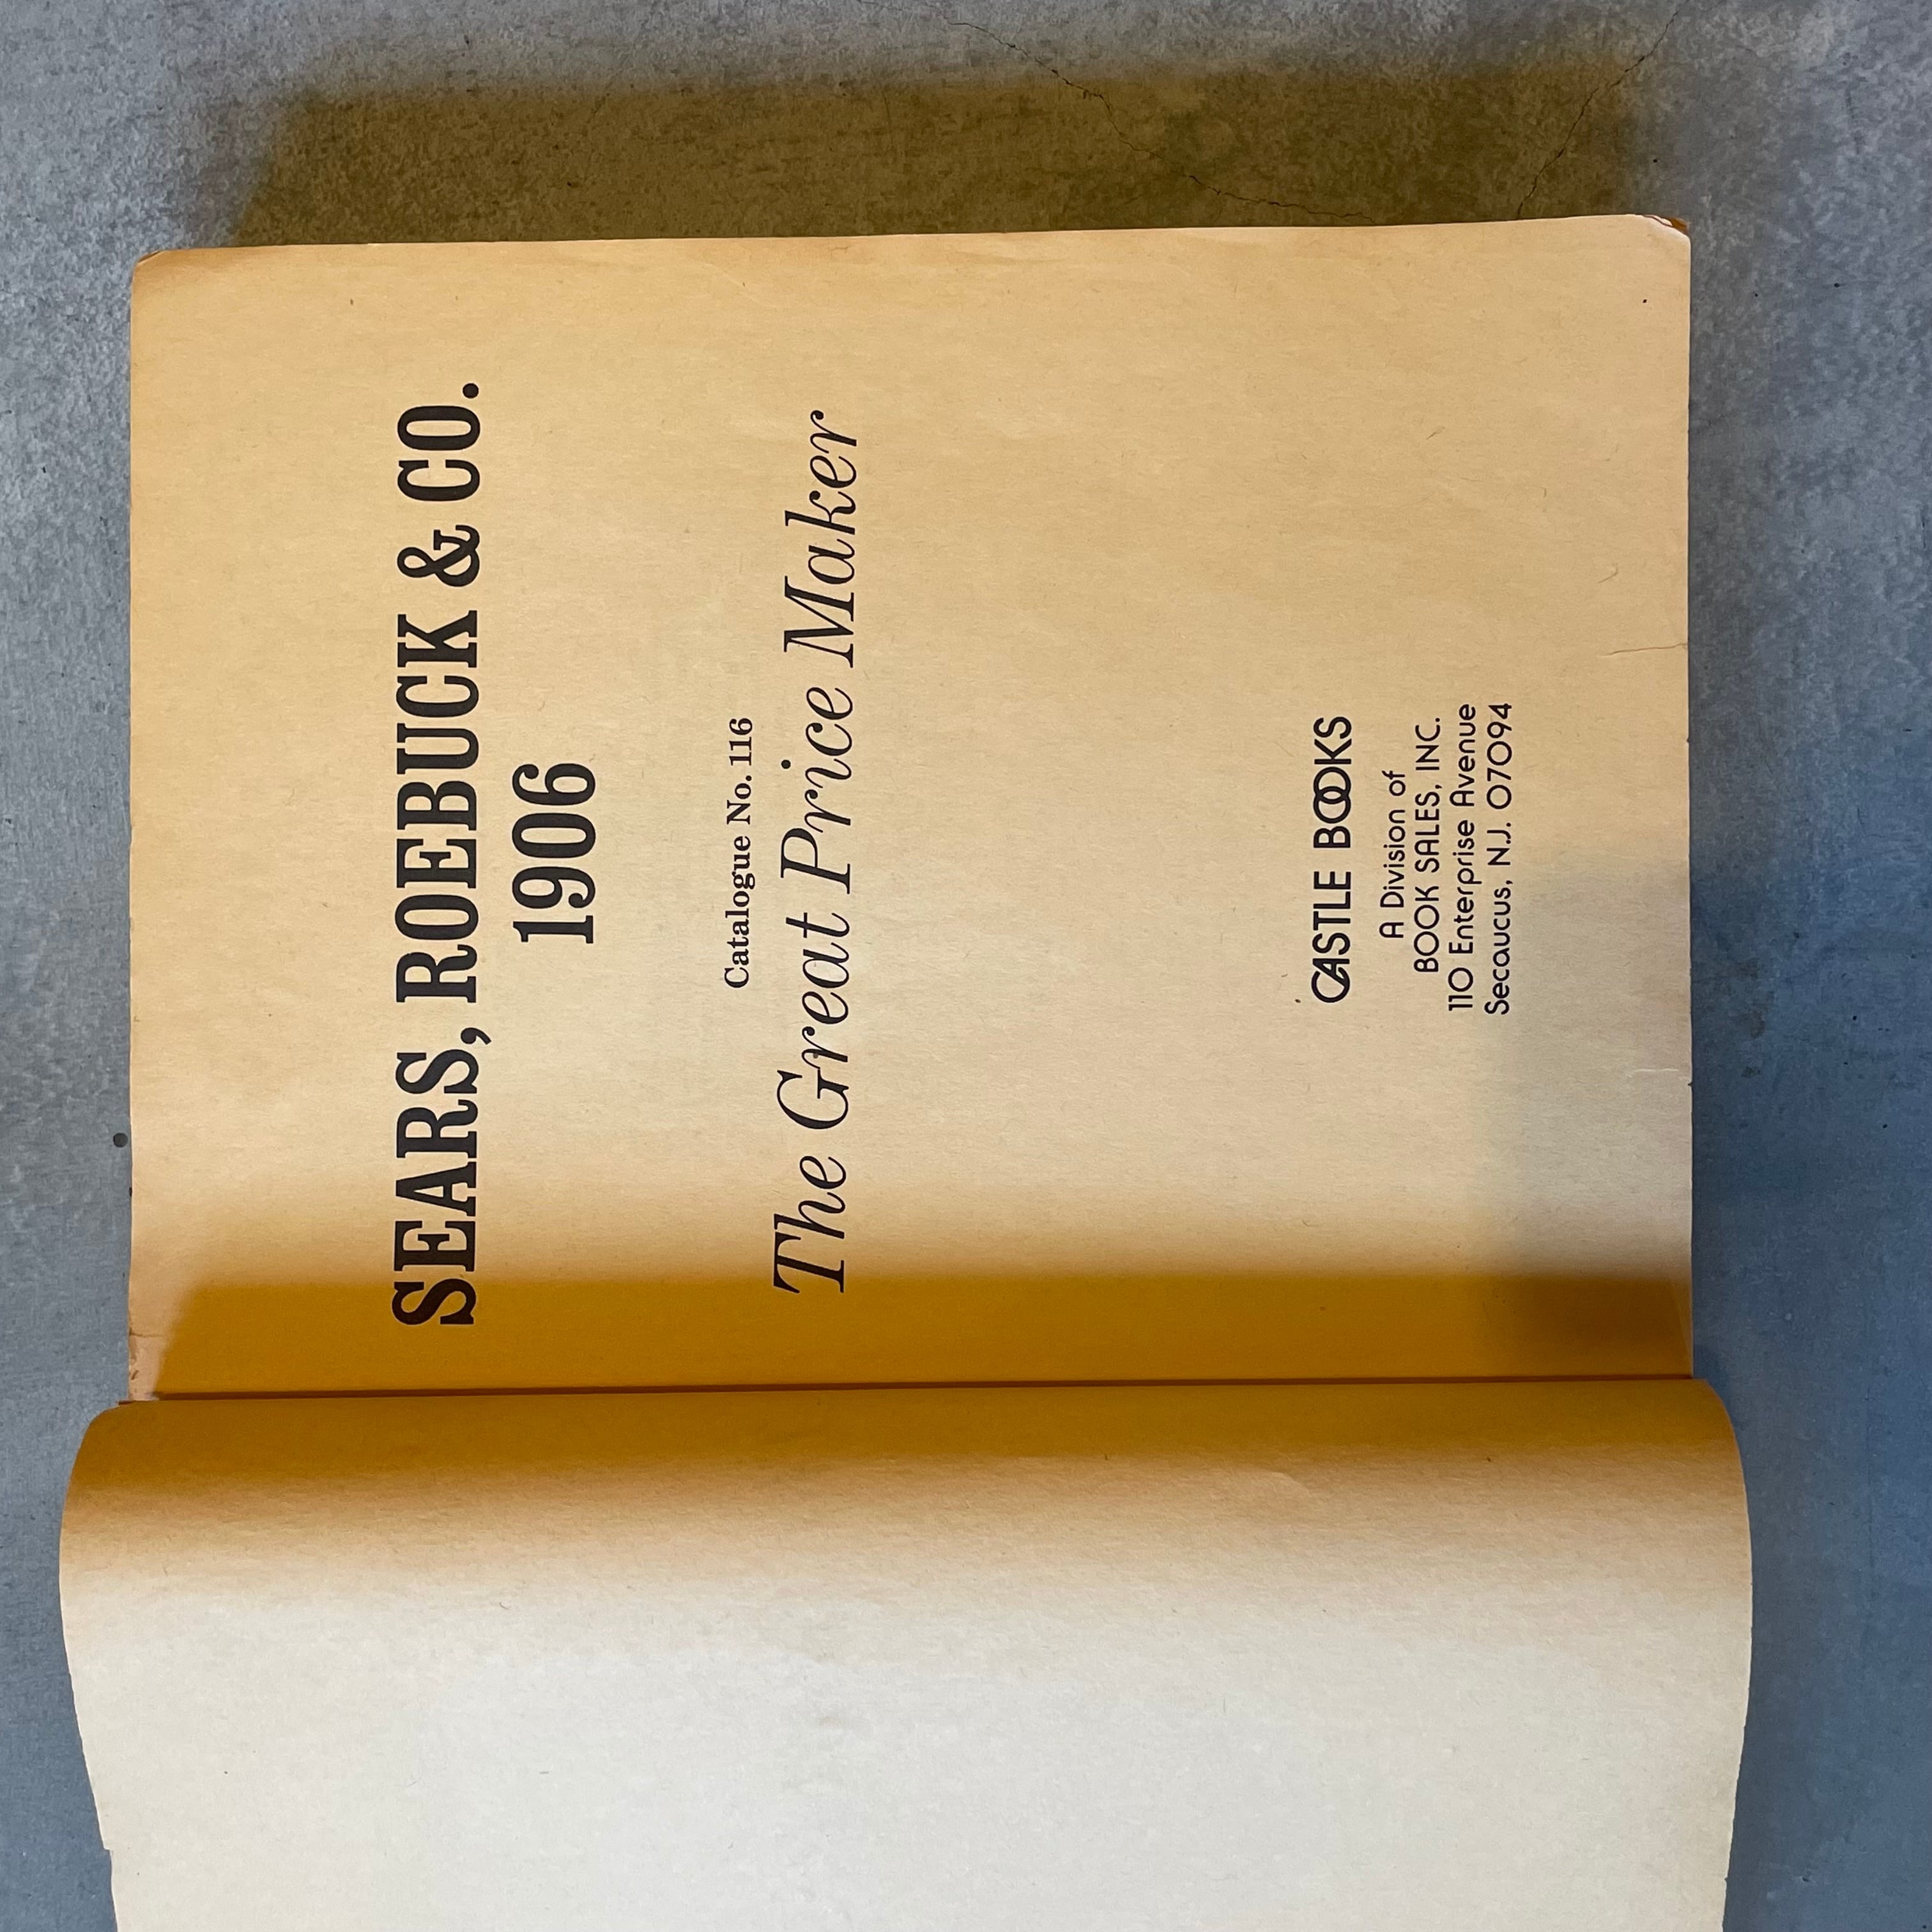 SEARS, ROEBUCK & CO.
1906
Catalogue No. 116
The Great Price Maker
CASTLE BOOKS
A Division of
BOOK SALES, INC.
110 Enterprise Avenue
Secaucus, N.J. 07094